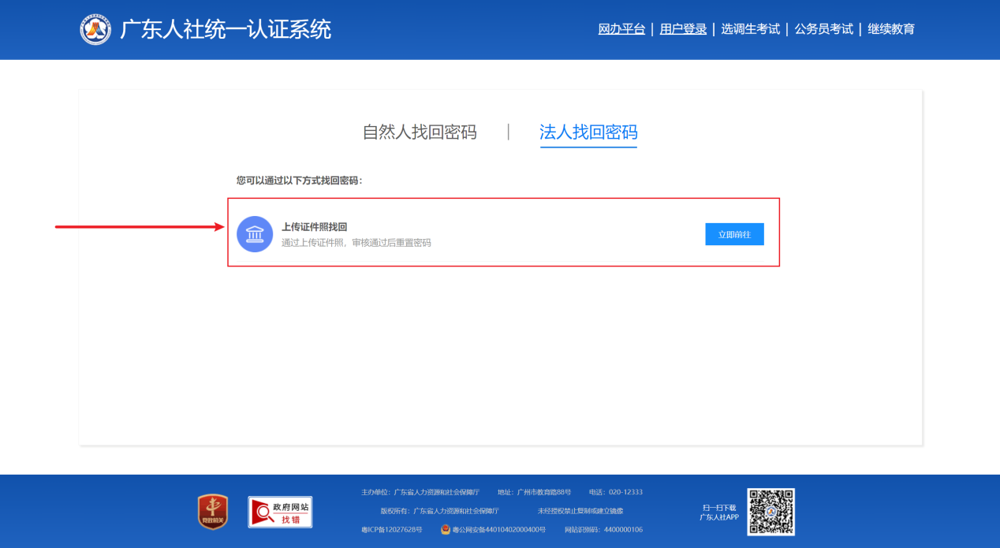 广东人社统一认证系统
网办平台 | 用户登录 | 选调生考试 | 公务员考试 | 继续教育
自然人找回密码 | 法人找回密码
您可以通过以下方式找回密码:
上传证件照找回
通过上传证件照，审核通过后重置密码
立即前往
党政机关
政府网站
找错
主办单位：广东省人力资源和社会保障厅 地址：广州市教育路88号 电话：020-12333
版权所有：广东省人力资源和社会保障厅 未经授权禁止复制或建立镜像
粤ICP备12027628号 粤公网安备44010402000400号 网站识别码：4400000106
扫一扫下载
广东人社APP